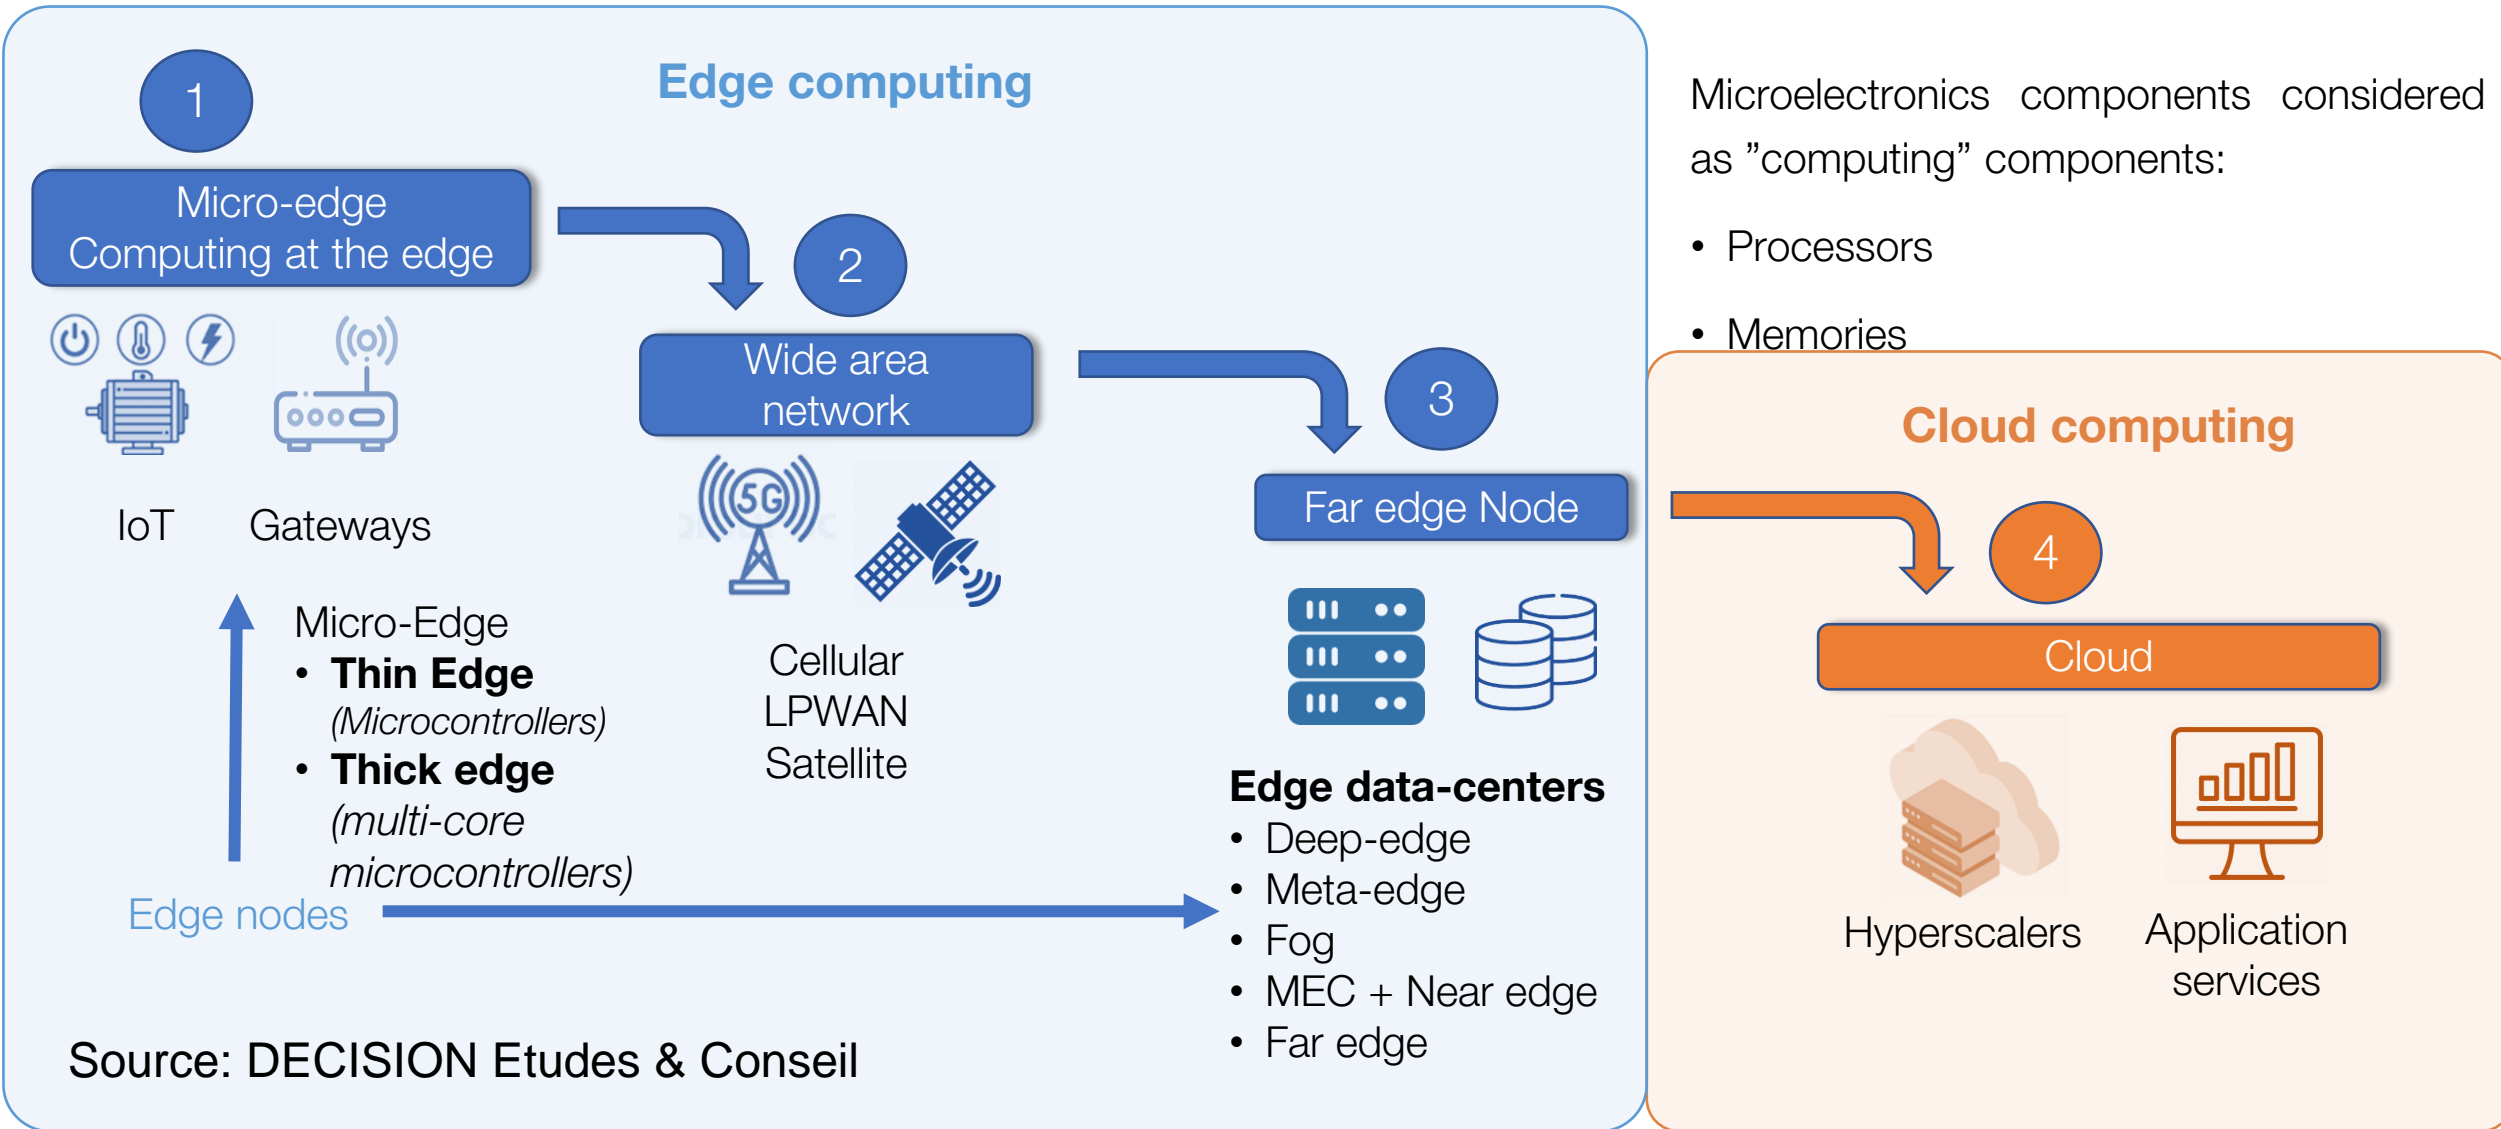 Edge computing
1
Micro-edge
Computing at the edge
IoT
Gateways
Micro-Edge
• Thin Edge
(Microcontrollers)
• Thick edge
(multi-core
microcontrollers)
Edge nodes
2
Wide area
network
5G
Cellular
LPWAN
Satellite
3
Far edge Node
Edge data-centers
• Deep-edge
• Meta-edge
• Fog
• MEC + Near edge
• Far edge
Source: DECISION Etudes & Conseil
Microelectronics components considered
as ”computing” components:
• Processors
• Memories
Cloud computing
4
Cloud
Hyperscalers
Application
services